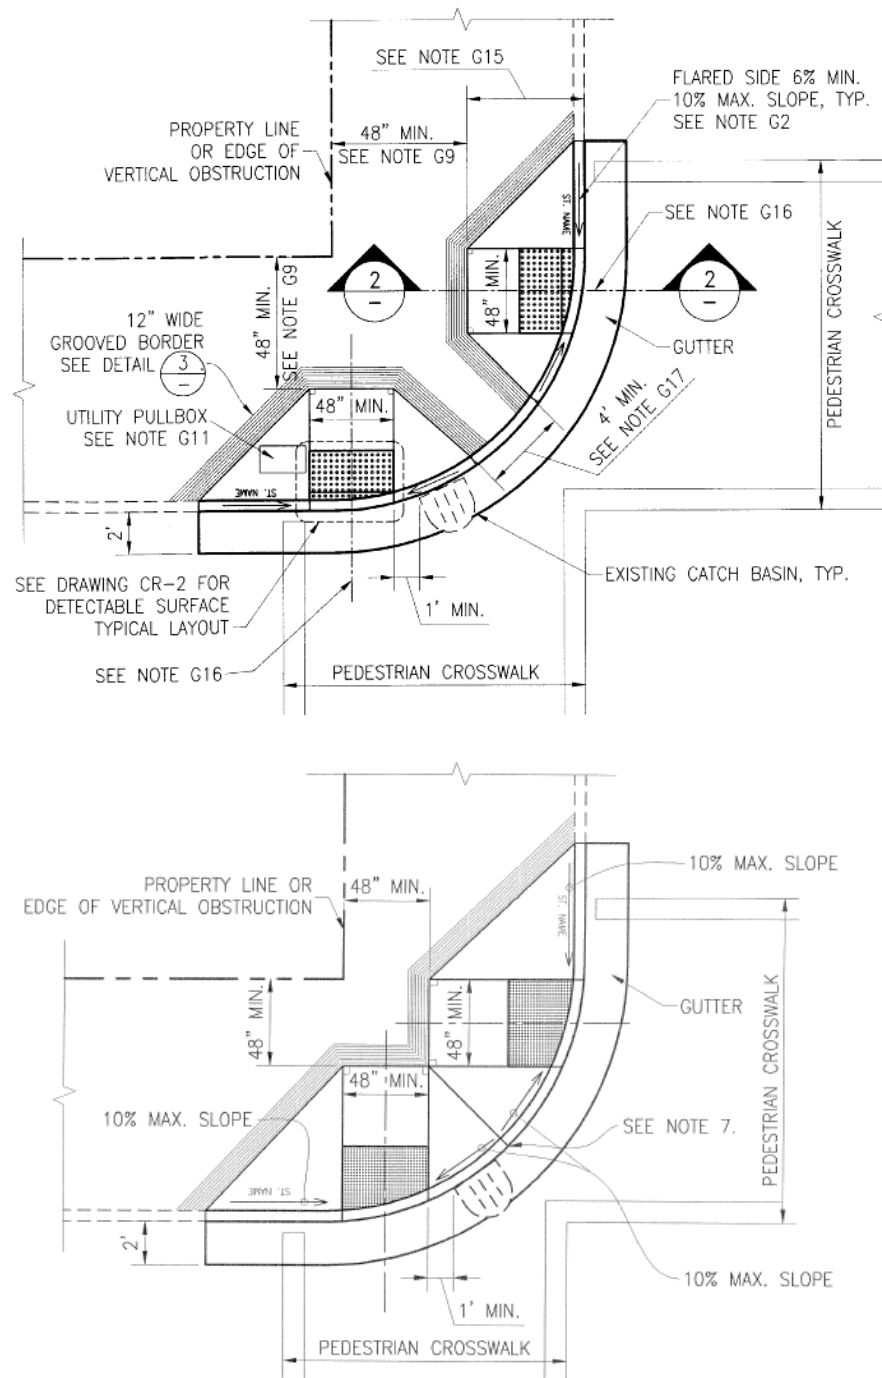 SEE NOTE G15
FLARED SIDE 6% MIN.
10% MAX. SLOPE, TYP.
SEE NOTE G2
PROPERTY LINE
OR EDGE OF
VERTICAL OBSTRUCTION
48" MIN.
SEE NOTE G9
ST. NAME
SEE NOTE G16
2
–
2
–
48" MIN.
SEE NOTE G9
48" MIN.
PEDESTRIAN CROSSWALK
12" WIDE
GROOVED BORDER
SEE DETAIL
3
–
GUTTER
UTILITY PULLBOX
SEE NOTE G11
48" MIN.
4' MIN.
SEE NOTE G17
ST. NAME
2'
SEE DRAWING CR-2 FOR
DETECTABLE SURFACE
TYPICAL LAYOUT
EXISTING CATCH BASIN, TYP.
1' MIN.
SEE NOTE G16
PEDESTRIAN CROSSWALK
PROPERTY LINE OR
EDGE OF VERTICAL OBSTRUCTION
48" MIN.
10% MAX. SLOPE
ST. NAME
48" MIN.
48" MIN.
GUTTER
PEDESTRIAN CROSSWALK
48" MIN.
10% MAX. SLOPE
SEE NOTE 7.
ST. NAME
2'
10% MAX. SLOPE
1' MIN.
PEDESTRIAN CROSSWALK